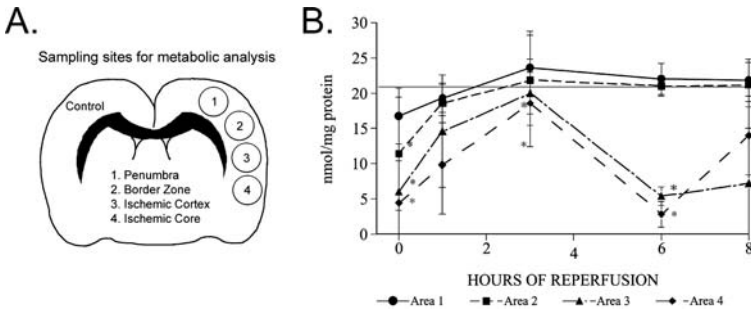 A.
Sampling sites for metabolic analysis
Control
1
2
3
4
1. Penumbra
2. Border Zone
3. Ischemic Cortex
4. Ischemic Core
B.
nmol/mg protein
30
25
20
15
10
5
0
* * * * * * *
0 2 4 6 8
HOURS OF REPERFUSION
Area 1 Area 2 Area 3 Area 4